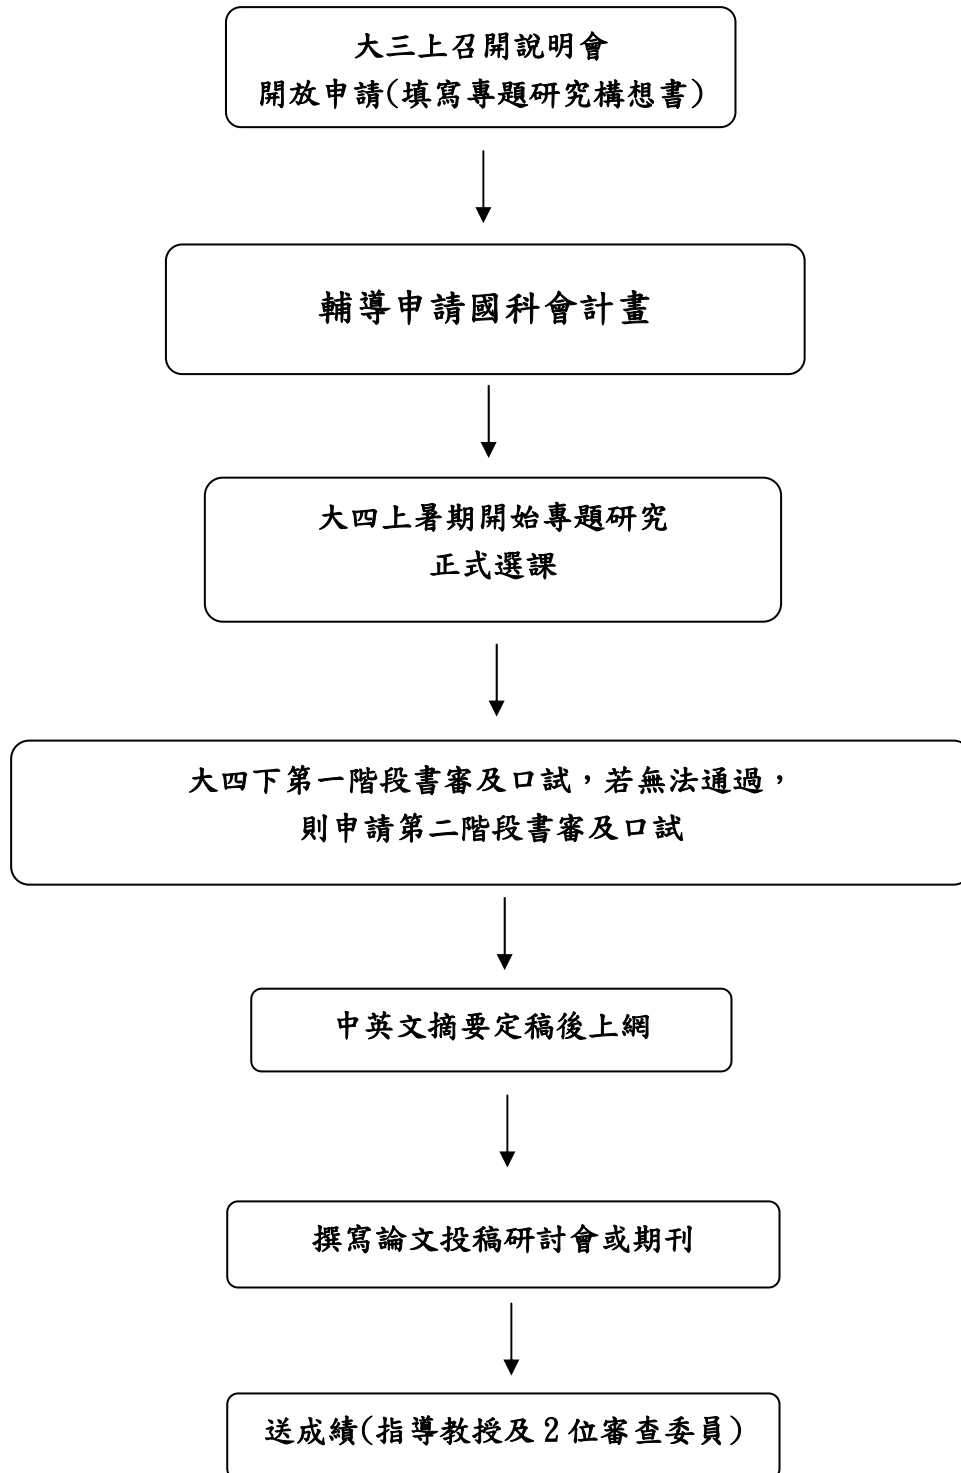 大三上召開說明會
開放申請(填寫專題研究構想書)
輔導申請國科會計畫
大四上暑期開始專題研究
正式選課
大四下第一階段書審及口試，若無法通過，
則申請第二階段書審及口試
中英文摘要定稿後上網
撰寫論文投稿研討會或期刊
送成績(指導教授及 2 位審查委員)